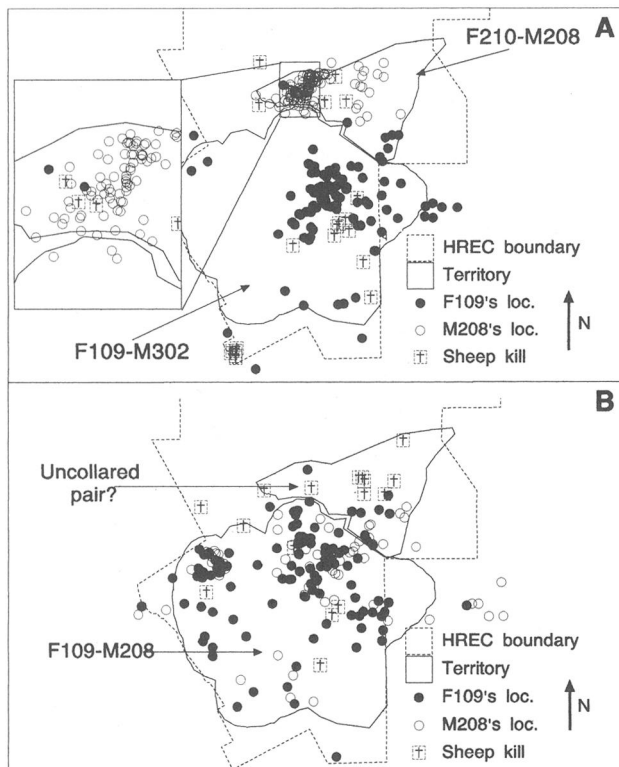 A
F210-M208
HREC boundary
Territory
F109's loc.
M208's loc.
Sheep kill
N
F109-M302
B
Uncollared
pair?
F109-M208
HREC boundary
Territory
F109's loc.
M208's loc.
Sheep kill
N